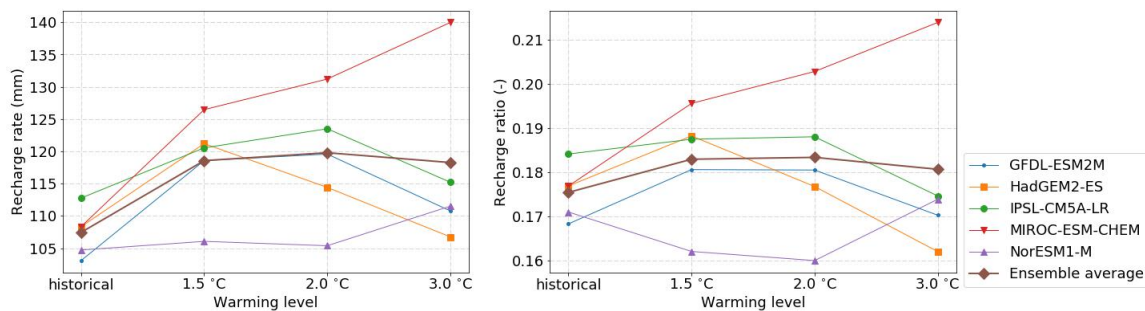 140
135
130
125
120
115
110
105
Recharge rate (mm)
historical
1.5°C
2.0°C
3.0°C
Warming level
0.21
0.20
0.19
0.18
0.17
0.16
Recharge ratio (-)
historical
1.5°C
2.0°C
3.0°C
Warming level
GFDL-ESM2M
HadGEM2-ES
IPSL-CM5A-LR
MIROC-ESM-CHEM
NorESM1-M
Ensemble average